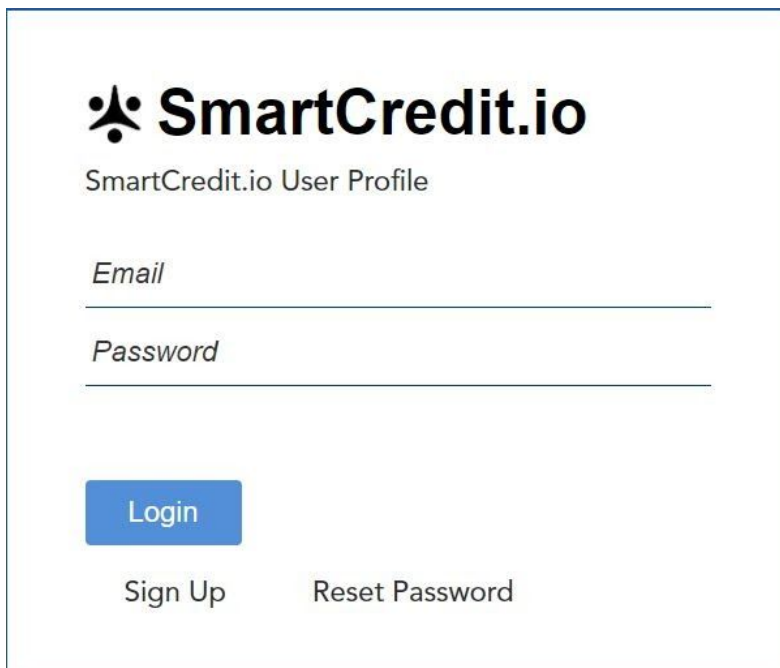 SmartCredit.io
SmartCredit.io User Profile
Email
Password
Login
Sign Up Reset Password